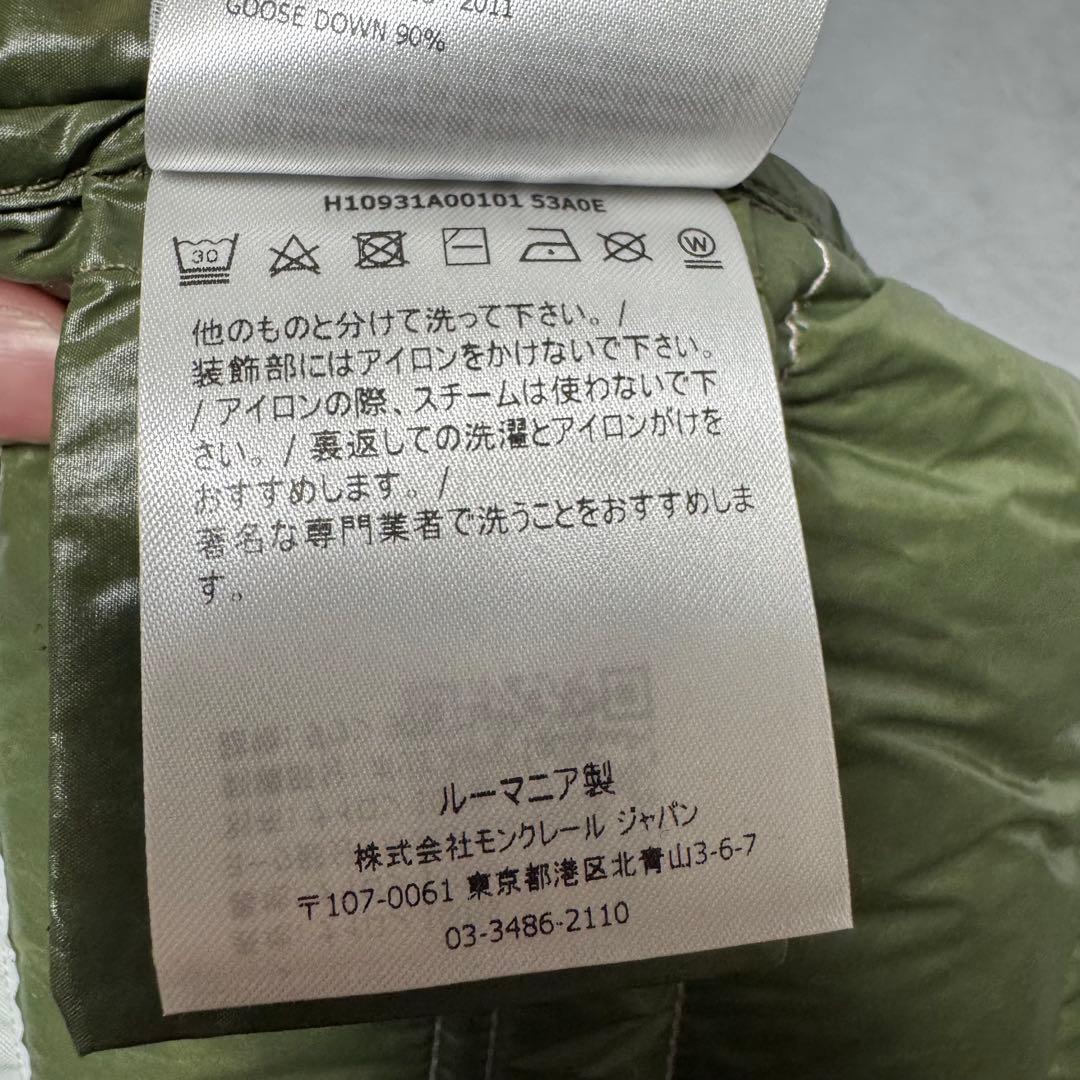 2011
GOOSE DOWN 90%
H10931A00101 53A0E
30
W
他のものと分けて洗って下さい。/
装飾部にはアイロンをかけないで下さい。
/ アイロンの際、スチームは使わないで下
さい。/ 裏返しての洗濯とアイロンがけを
おすすめします。/
著名な専門業者で洗うことをおすすめしま
す。
ルーマニア製
株式会社モンクレール ジャパン
〒107-0061 東京都港区北青山3-6-7
03-3486-2110